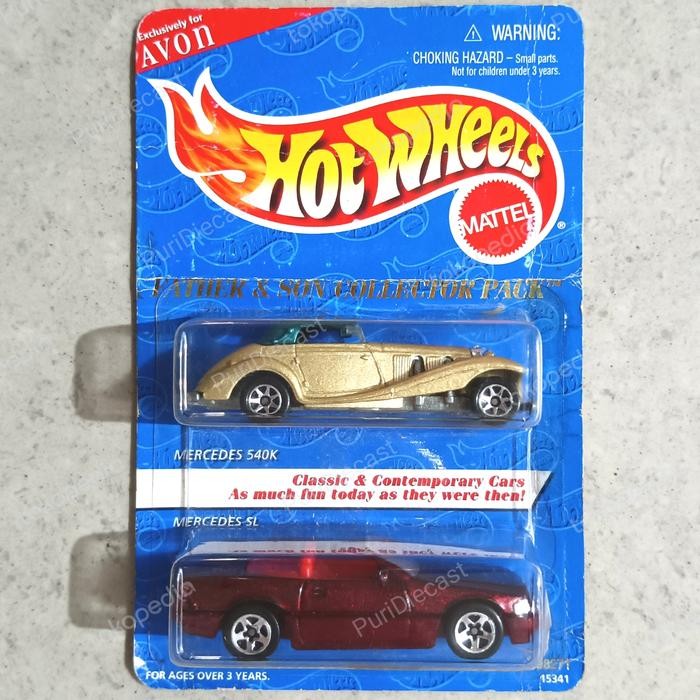 Exclusively for
AVON
⚠ WARNING:
CHOKING HAZARD – Small parts.
Not for children under 3 years.
HOT WHEELS
MATTEL
®
FATHER & SON COLLECTOR PACK™
MERCEDES 540K
Classic & Contemporary Cars
As much fun today as they were then!
MERCEDES SL
FOR AGES OVER 3 YEARS.
15341
PuriDiecast
tokopedia